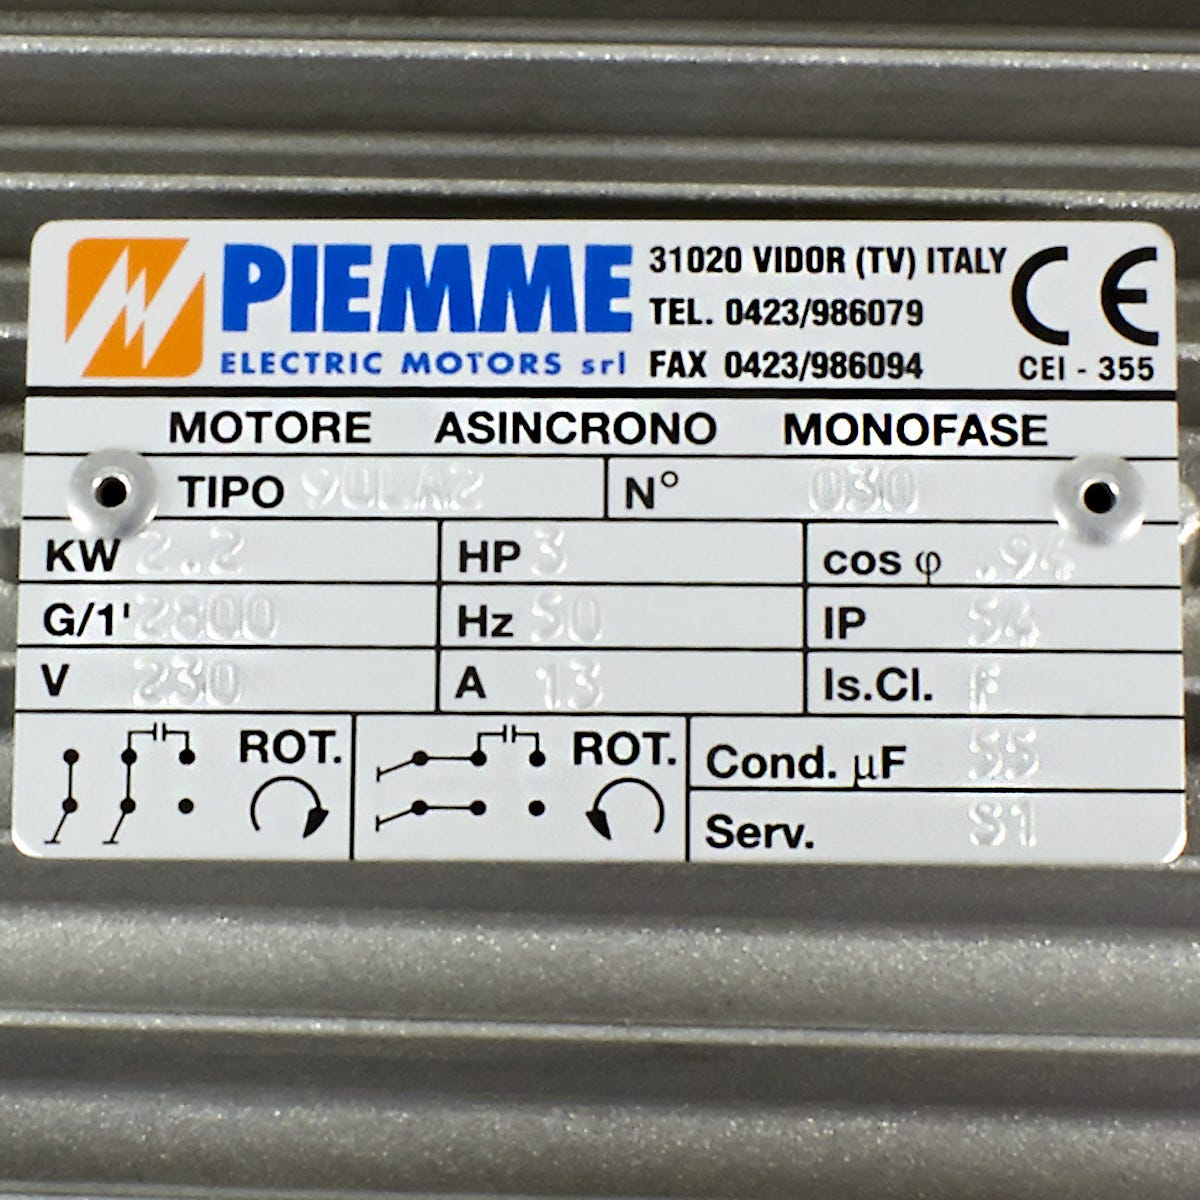 PIEMME
ELECTRIC MOTORS srl
31020 VIDOR (TV) ITALY
TEL. 0423/986079
FAX 0423/986094
CE
CEI - 355
MOTORE ASINCRONO MONOFASE
TIPO 90LA2 N° 030
KW 2.2 HP 3 cos φ .94
G/1' 2800 Hz 50 IP 54
V 230 A 13 Is.Cl. F
ROT. ROT. Cond. µF 55
Serv. S1